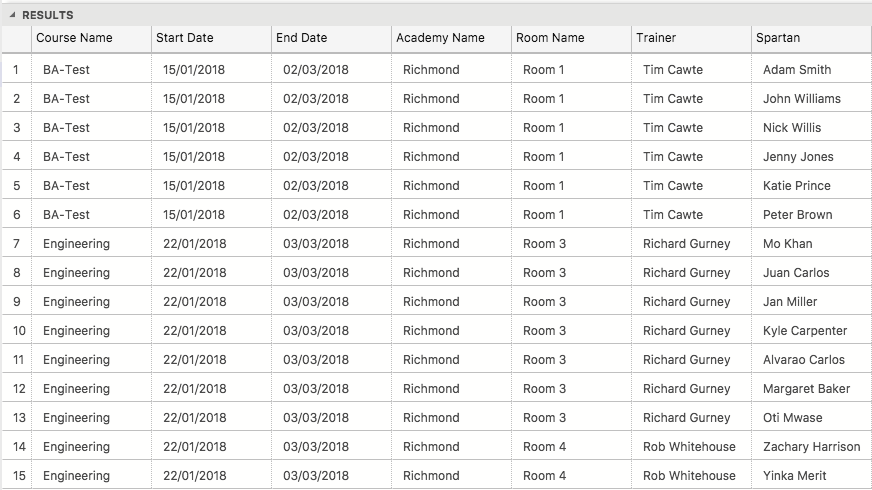 RESULTS
Course Name Start Date End Date Academy Name Room Name Trainer Spartan
1 BA-Test 15/01/2018 02/03/2018 Richmond Room 1 Tim Cawte Adam Smith
2 BA-Test 15/01/2018 02/03/2018 Richmond Room 1 Tim Cawte John Williams
3 BA-Test 15/01/2018 02/03/2018 Richmond Room 1 Tim Cawte Nick Willis
4 BA-Test 15/01/2018 02/03/2018 Richmond Room 1 Tim Cawte Jenny Jones
5 BA-Test 15/01/2018 02/03/2018 Richmond Room 1 Tim Cawte Katie Prince
6 BA-Test 15/01/2018 02/03/2018 Richmond Room 1 Tim Cawte Peter Brown
7 Engineering 22/01/2018 03/03/2018 Richmond Room 3 Richard Gurney Mo Khan
8 Engineering 22/01/2018 03/03/2018 Richmond Room 3 Richard Gurney Juan Carlos
9 Engineering 22/01/2018 03/03/2018 Richmond Room 3 Richard Gurney Jan Miller
10 Engineering 22/01/2018 03/03/2018 Richmond Room 3 Richard Gurney Kyle Carpenter
11 Engineering 22/01/2018 03/03/2018 Richmond Room 3 Richard Gurney Alvarao Carlos
12 Engineering 22/01/2018 03/03/2018 Richmond Room 3 Richard Gurney Margaret Baker
13 Engineering 22/01/2018 03/03/2018 Richmond Room 3 Richard Gurney Oti Mwase
14 Engineering 22/01/2018 03/03/2018 Richmond Room 4 Rob Whitehouse Zachary Harrison
15 Engineering 22/01/2018 03/03/2018 Richmond Room 4 Rob Whitehouse Yinka Merit